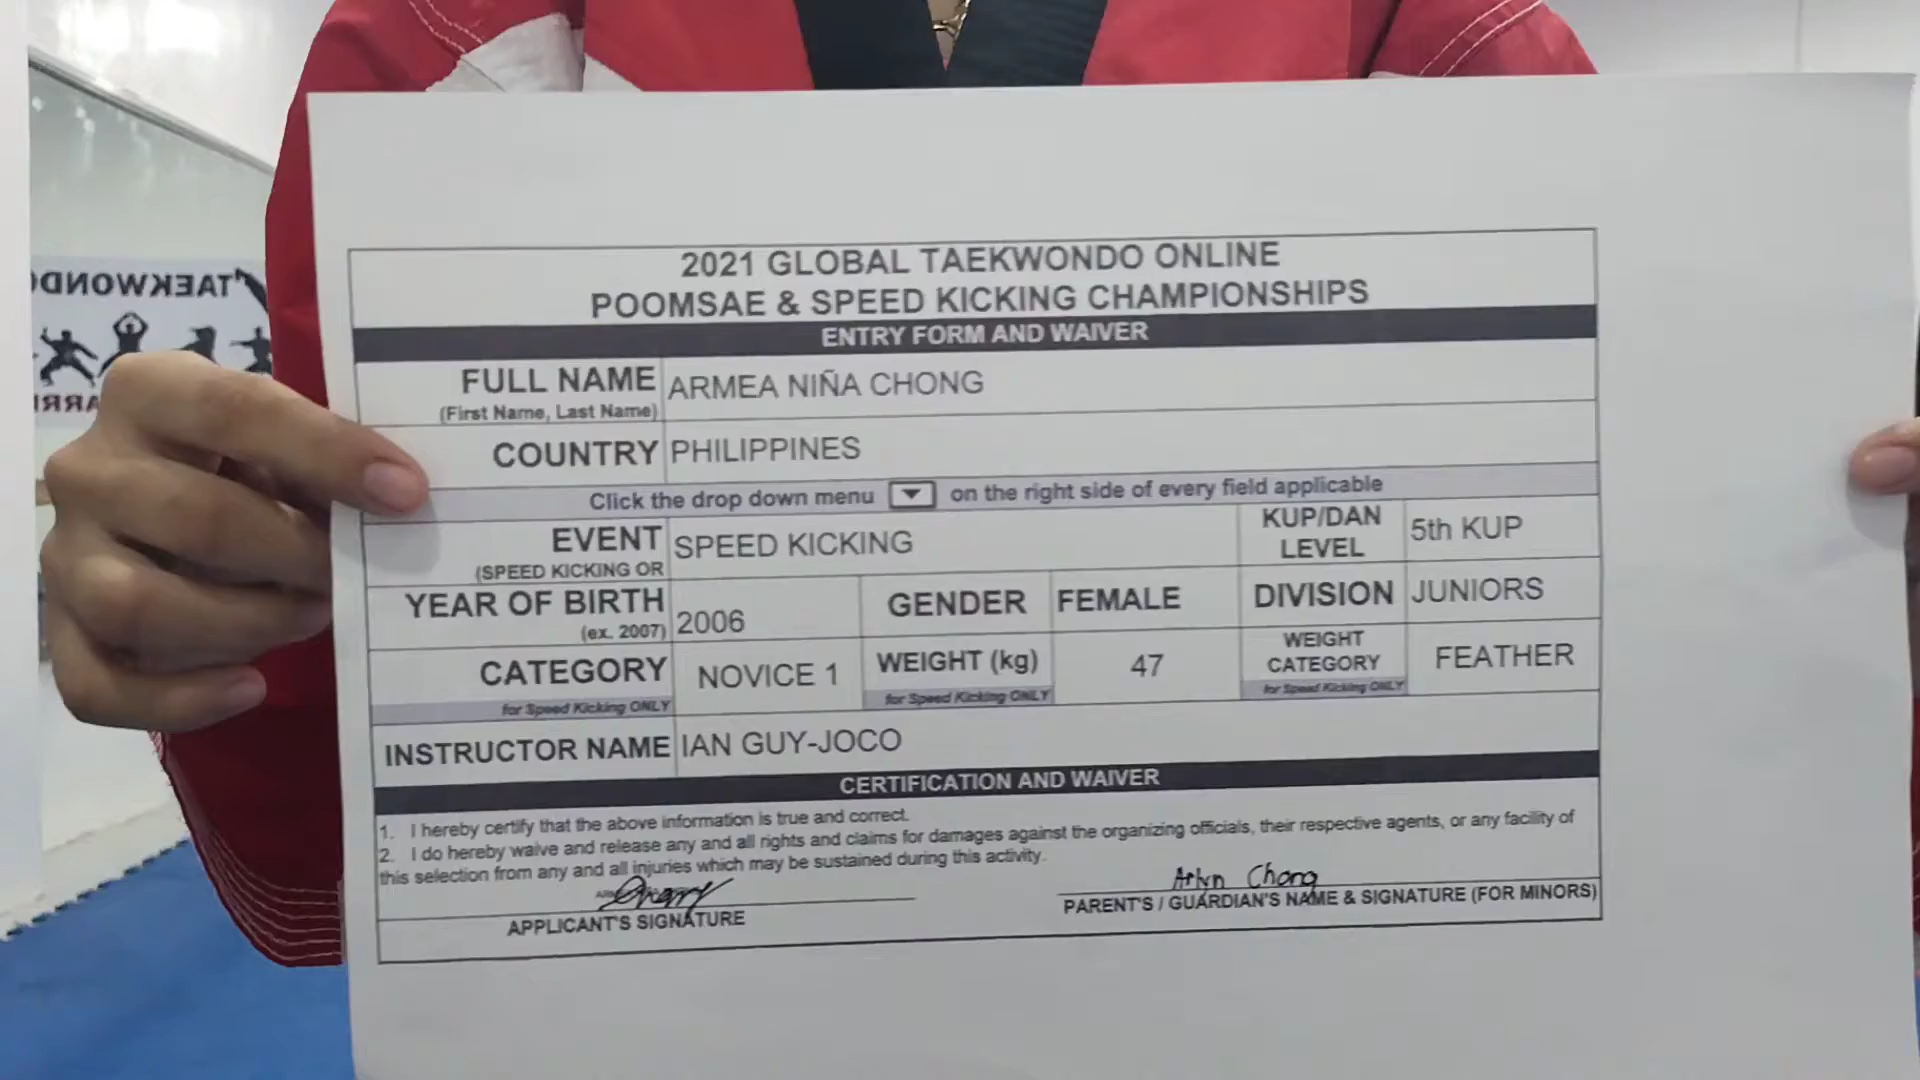 TAEKWONDO
2021 GLOBAL TAEKWONDO ONLINE
POOMSAE & SPEED KICKING CHAMPIONSHIPS
ENTRY FORM AND WAIVER
FULL NAME ARMEA NIÑA CHONG
(First Name, Last Name)
COUNTRY PHILIPPINES
Click the drop down menu on the right side of every field applicable
EVENT SPEED KICKING KUP/DAN LEVEL 5th KUP
(SPEED KICKING OR
YEAR OF BIRTH 2006 GENDER FEMALE DIVISION JUNIORS
(ex. 2007)
CATEGORY NOVICE 1 WEIGHT (kg) 47 WEIGHT CATEGORY FEATHER
for Speed Kicking ONLY for Speed Kicking ONLY for Speed Kicking ONLY
INSTRUCTOR NAME IAN GUY-JOCO
CERTIFICATION AND WAIVER
1. I hereby certify that the above information is true and correct.
2. I do hereby waive and release any and all rights and claims for damages against the organizing officials, their respective agents, or any facility of
this selection from any and all injuries which may be sustained during this activity.
Arlyn Chong
APPLICANT'S SIGNATURE PARENT'S / GUARDIAN'S NAME & SIGNATURE (FOR MINORS)